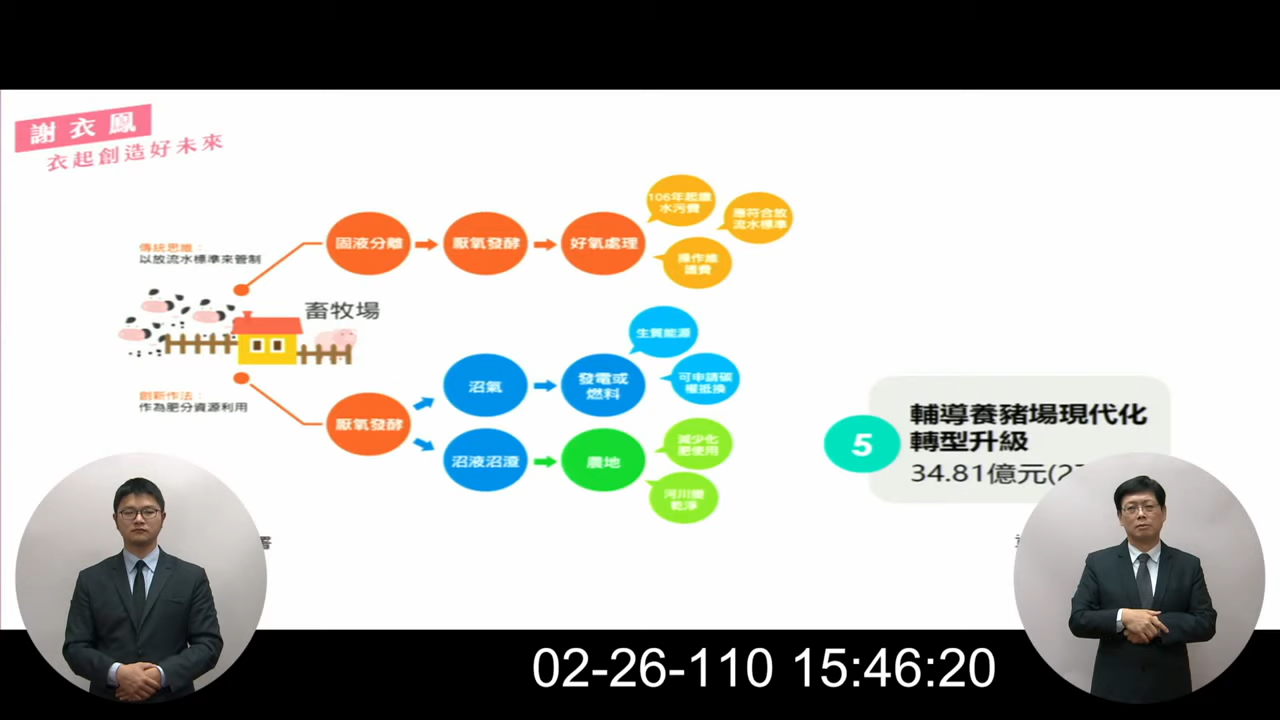 謝衣鳳
衣起創造好未來
傳統思維：
以放流水標準來管制
固液分離
厭氧發酵
好氧處理
106年起繳
水污費
應符合放
流水標準
操作維
護費
畜牧場
創新作法：
作為肥分資源利用
厭氧發酵
沼氣
發電或
燃料
生質能源
可申請碳
權抵換
沼液沼渣
農地
減少化
肥使用
河川變
乾淨
5
輔導養豬場現代化
轉型升級
34.81億元
署
02-26-110 15:46:20